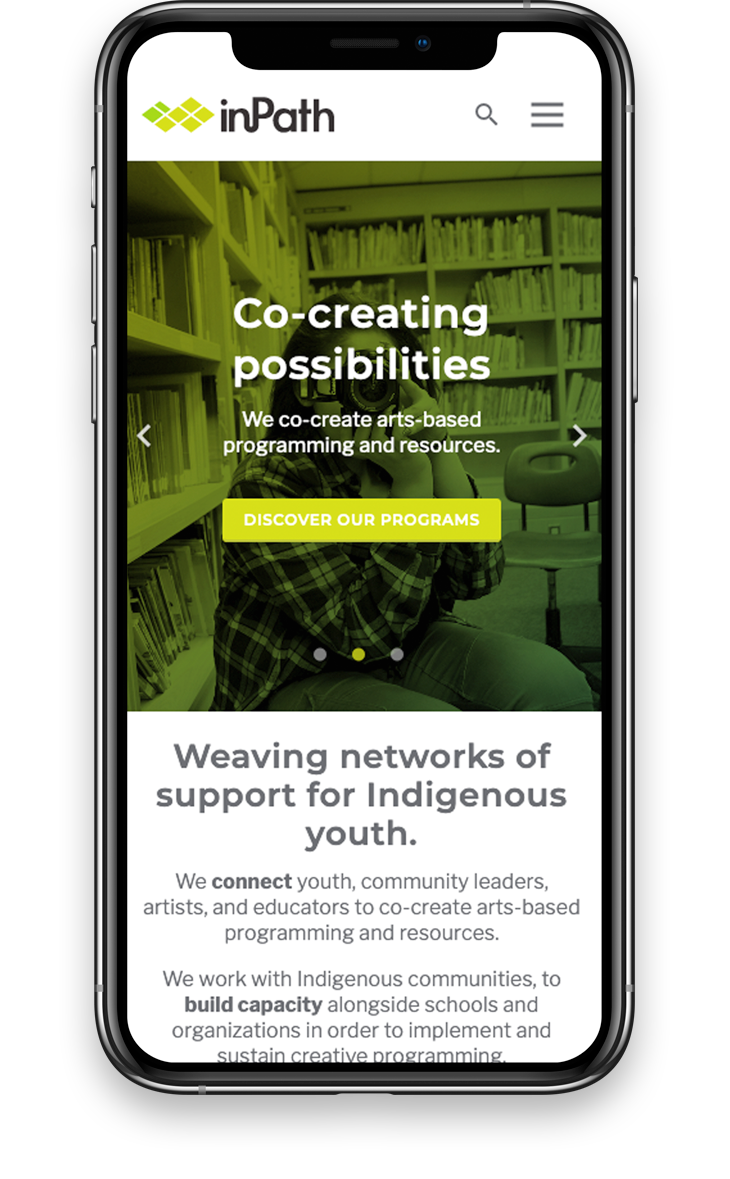 inPath
Co-creating
possibilities
We co-create arts-based
programming and resources.
DISCOVER OUR PROGRAMS
Weaving networks of
support for Indigenous
youth.
We connect youth, community leaders,
artists, and educators to co-create arts-based
programming and resources.
We work with Indigenous communities, to
build capacity alongside schools and
organizations in order to implement and
sustain creative programming.